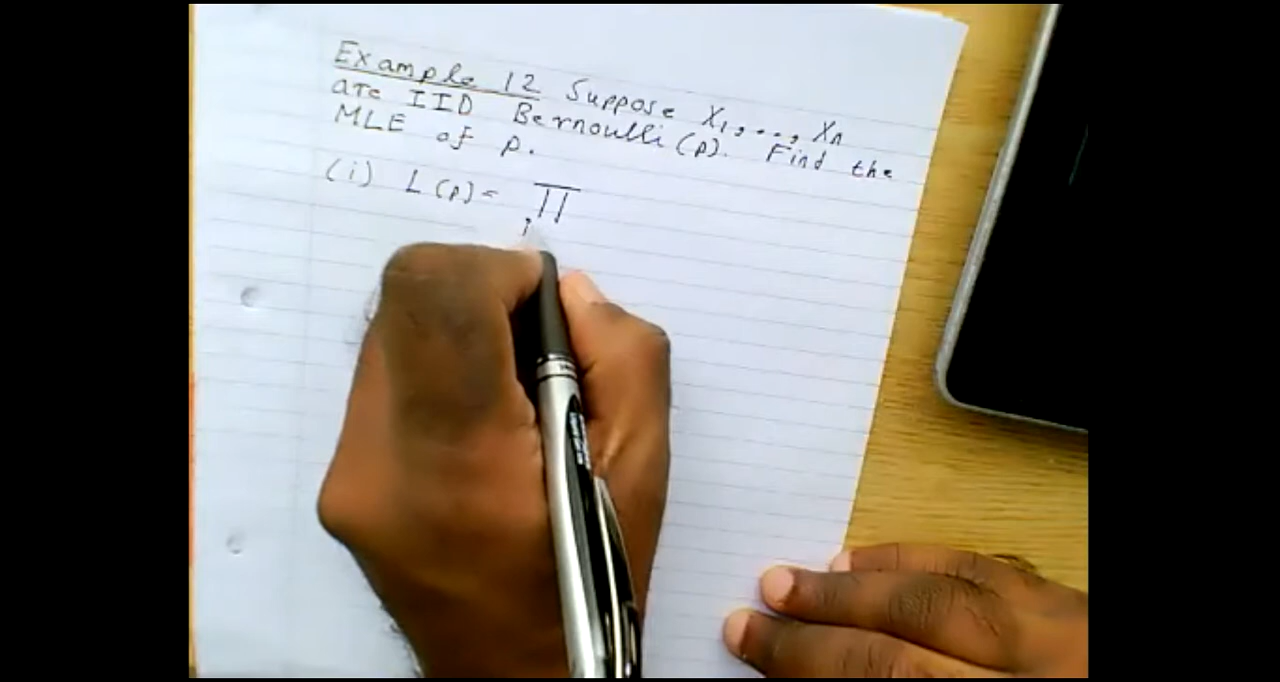 Example 12 Suppose X1, ..., Xn
are IID Bernoulli (p). Find the
MLE of p.
(i) L(p) = ∏ i